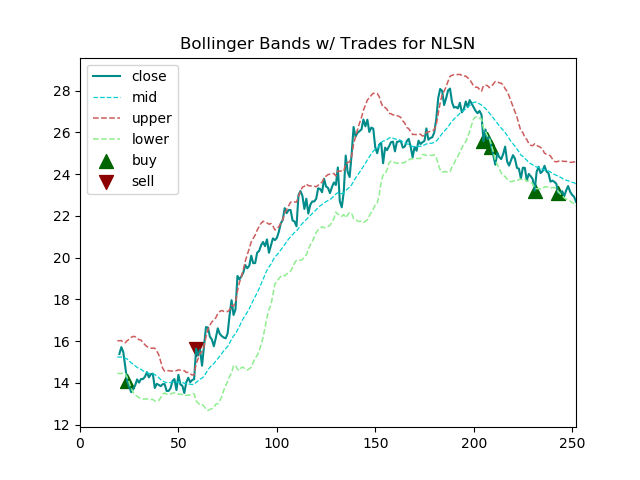 Bollinger Bands w/ Trades for NLSN
close
mid
upper
lower
buy
sell
28
26
24
22
20
18
16
14
12
0 50 100 150 200 250